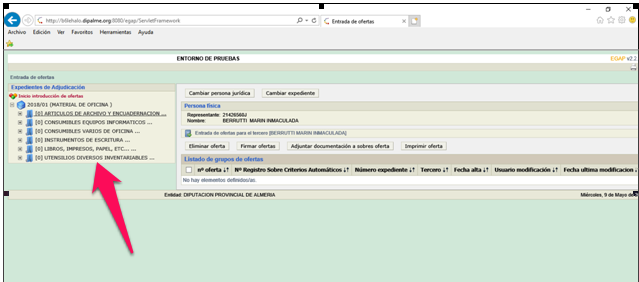 http://bitlehalo.dipalme.org:8080/egap/ServletFramework
Entrada de ofertas
Archivo Edición Ver Favoritos Herramientas Ayuda
ENTORNO DE PRUEBAS
EGAP v2.2.
Entrada de ofertas
Expedientes de Adjudicación
Inicio introducción de ofertas
2018/01 (MATERIAL DE OFICINA )
[0] ARTICULOS DE ARCHIVO Y ENCUADERNACION ...
[0] CONSUMIBLES EQUIPOS INFORMATICOS ...
[0] CONSUMIBLES VARIOS DE OFICINA ...
[0] INSTRUMENTOS DE ESCRITURA ...
[0] LIBROS, IMPRESOS, PAPEL, ETC... ...
[0] UTENSILIOS DIVERSOS INVENTARIABLES ...
Cambiar persona jurídica Cambiar expediente
Persona física
Representante: 21426560J
Nombre BERRUTTI MARIN INMACULADA
Entrada de ofertas para el tercero [BERRUTTI MARIN INMACULADA]
Eliminar oferta Firmar ofertas Adjuntar documentación a sobres oferta Imprimir oferta
Listado de grupos de ofertas
nº oferta Nº Registro Sobre Criterios Automáticos Número expediente Tercero Fecha alta Usuario modificación Fecha ultima modificacion
No hay elementos definidos/as.
Entidad: DIPUTACION PROVINCIAL DE ALMERIA
Miércoles, 9 de Mayo de